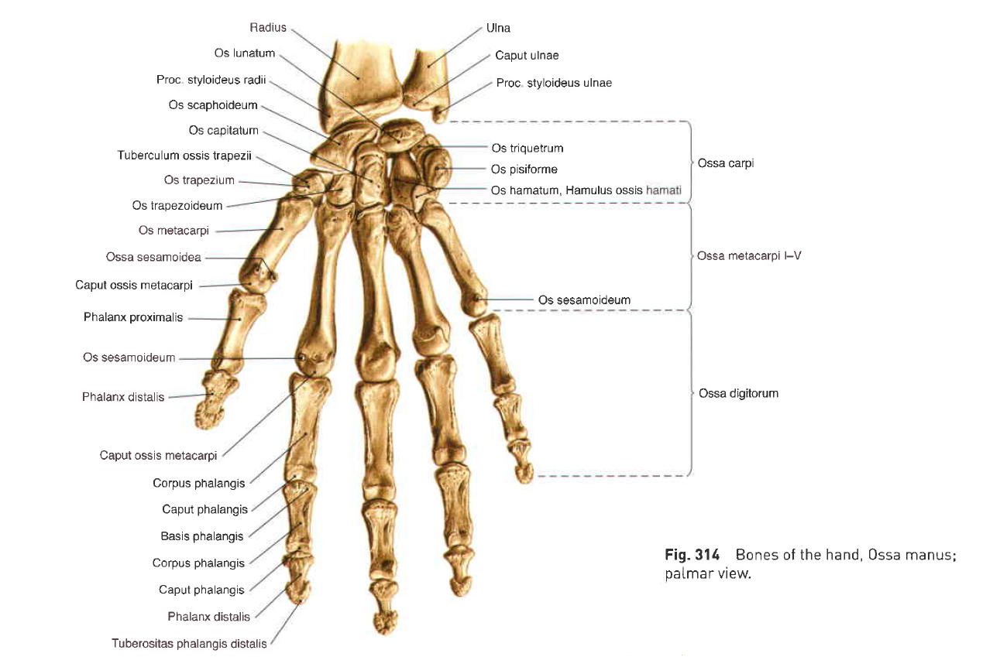 Radius
Os lunatum
Proc. styloideus radii
Os scaphoideum
Os capitatum
Tuberculum ossis trapezii
Os trapezium
Os trapezoideum
Os metacarpi
Ossa sesamoidea
Caput ossis metacarpi
Phalanx proximalis
Os sesamoideum
Phalanx distalis
Caput ossis metacarpi
Corpus phalangis
Caput phalangis
Basis phalangis
Corpus phalangis
Caput phalangis
Phalanx distalis
Tuberositas phalangis distalis
Ulna
Caput ulnae
Proc. styloideus ulnae
Os triquetrum
Os pisiforme
Os hamatum, Hamulus ossis hamati
Os sesamoideum
Ossa carpi
Ossa metacarpi I–V
Ossa digitorum
Fig. 314 Bones of the hand, Ossa manus;
palmar view.